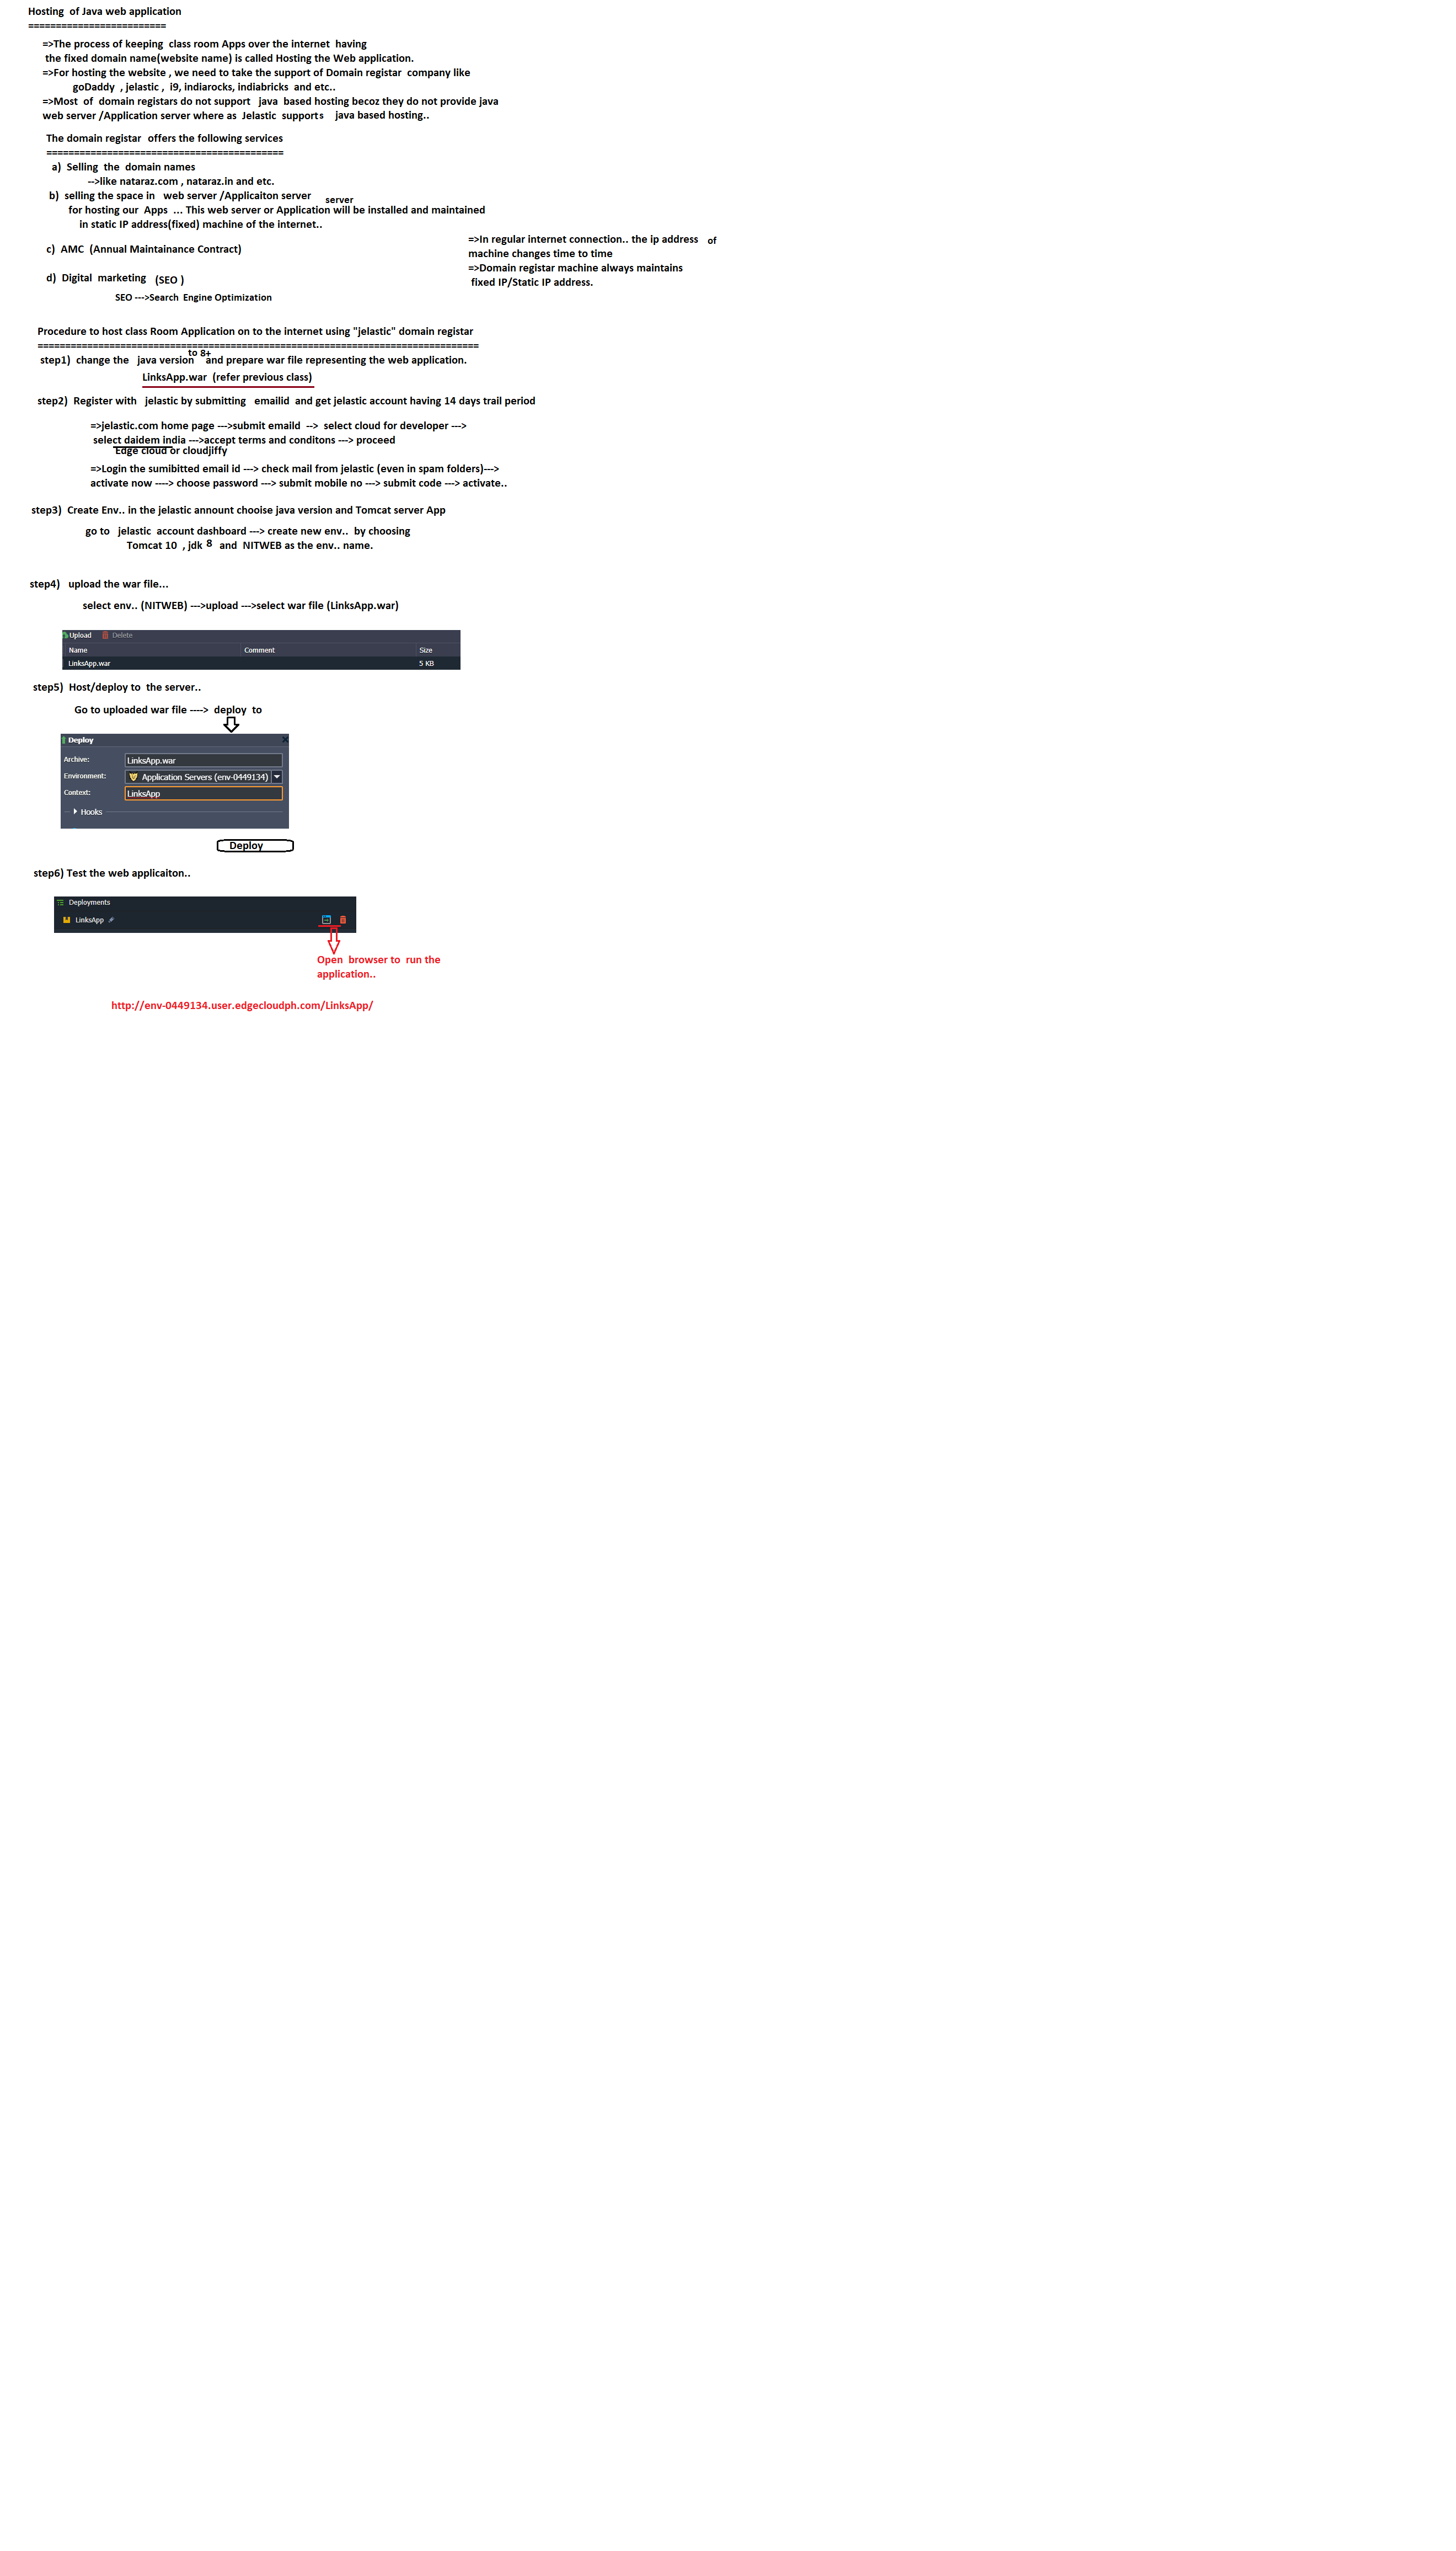 Hosting  of Java web application
=========================
=>The process of keeping  class room Apps over the internet  having
the fixed domain name(website name) is called Hosting the Web application.
=>For hosting the website , we need to take the support of Domain registar  company like
goDaddy  , jelastic ,  i9, indiarocks, indiabricks  and etc..
=>Most  of  domain registars do not support   java  based hosting becoz they do not provide java
web server /Application server where as  Jelastic  supports    java based hosting..
The domain registar  offers the following services
===========================================
a)  Selling  the  domain names
-->like nataraz.com , nataraz.in and etc.
b)  selling the space in   web server /Applicaiton server
server
for hosting our  Apps  ... This web server or Application will be installed and maintained
in static IP address(fixed) machine of the internet..
c)  AMC  (Annual Maintainance Contract)
=>In regular internet connection.. the ip address   of
machine changes time to time
=>Domain registar machine always maintains
fixed IP/Static IP address.
d)  Digital  marketing   (SEO )
SEO --->Search  Engine Optimization
Procedure to host class Room Application on to the internet using "jelastic" domain registar
================================================================================
to 8+
step1)  change the   java version    and prepare war file representing the web application.
LinksApp.war  (refer previous class)
step2)  Register with   jelastic by submitting   emailid  and get jelastic account having 14 days trail period
=>jelastic.com home page --->submit emaild  -->  select cloud for developer --->
select daidem india --->accept terms and conditons ---> proceed
Edge cloud or cloudjiffy
=>Login the sumibitted email id ---> check mail from jelastic (even in spam folders)--->
activate now ----> choose password ---> submit mobile no ---> submit code ---> activate..
step3)  Create Env.. in the jelastic annount chooise java version and Tomcat server App
go to   jelastic  account dashboard ---> create new env..  by choosing
Tomcat 10  , jdk 8  and  NITWEB as the env.. name.
step4)   upload the war file...
select env.. (NITWEB) --->upload --->select war file (LinksApp.war)
Upload Delete
Name Comment Size
LinksApp.war 5 KB
step5)  Host/deploy to  the server..
Go to uploaded war file ---->  deploy  to
Deploy
Archive: LinksApp.war
Environment: Application Servers (env-0449134)
Context: LinksApp
Hooks
Deploy
step6) Test the web applicaiton..
Deployments
LinksApp
Open  browser to  run the
application..
http://env-0449134.user.edgecloudph.com/LinksApp/